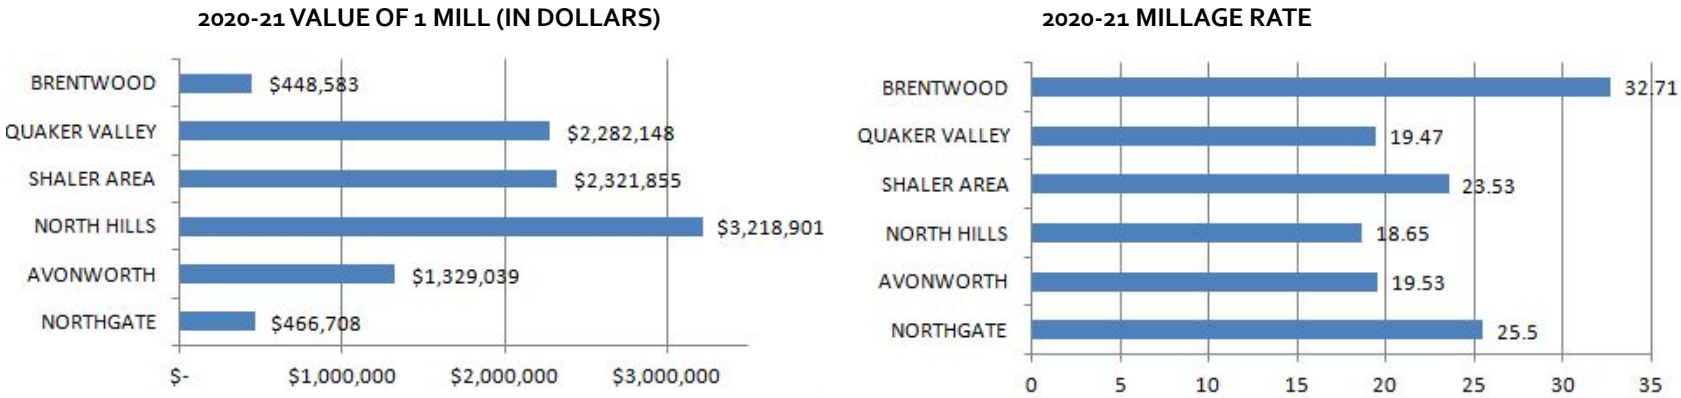 2020-21 VALUE OF 1 MILL (IN DOLLARS)
BRENTWOOD $448,583
QUAKER VALLEY $2,282,148
SHALER AREA $2,321,855
NORTH HILLS $3,218,901
AVONWORTH $1,329,039
NORTHGATE $466,708
$- $1,000,000 $2,000,000 $3,000,000
2020-21 MILLAGE RATE
BRENTWOOD 32.71
QUAKER VALLEY 19.47
SHALER AREA 23.53
NORTH HILLS 18.65
AVONWORTH 19.53
NORTHGATE 25.5
0 5 10 15 20 25 30 35